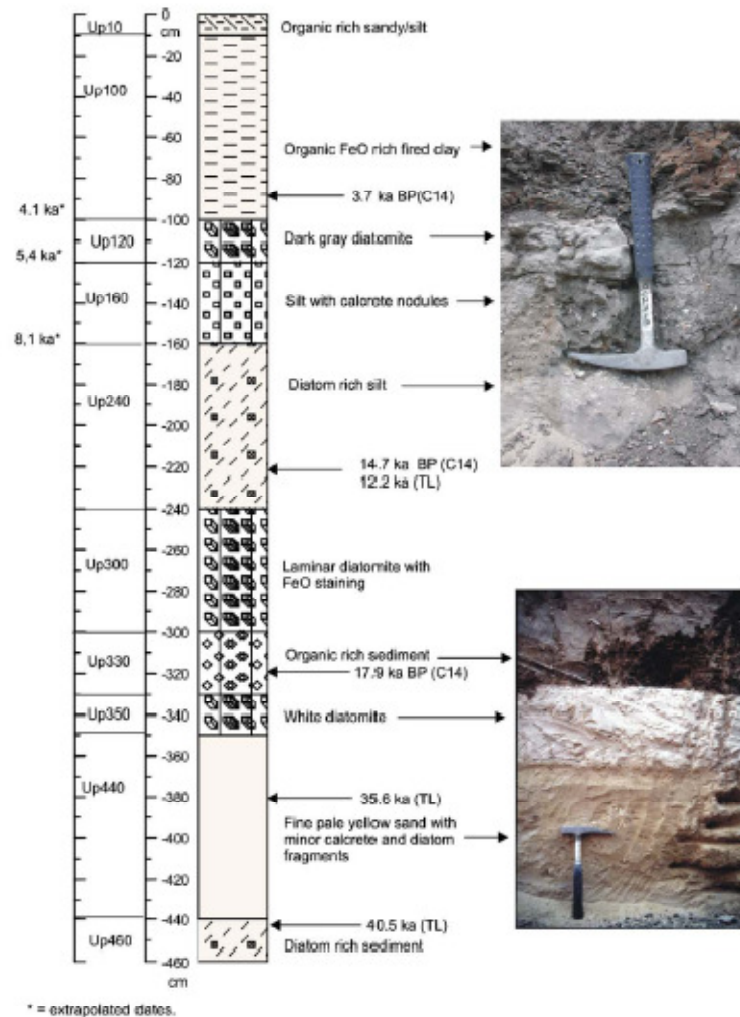 0
cm
Up10
Organic rich sandy/silt
-20
Up100
-40
-60
Organic FeO rich fired clay
-80
3.7 ka BP(C14)
4.1 ka*
-100
Up120
Dark gray diatomite
5,4 ka*
-120
Up160
Silt with calcrete nodules
-140
8,1 ka*
-160
Up240
-180
Diatom rich silt
-200
-220
14.7 ka BP (C14)
12.2 ka (TL)
-240
-260
Up300
Laminar diatomite with
FeO staining
-280
-300
Up330
Organic rich sediment
-320
17.9 ka BP (C14)
Up350
-340
White diatomite
-360
Up440
-380
35.6 ka (TL)
Fine pale yellow sand with
minor calcrete and diatom
fragments
-400
-420
-440
40.5 ka (TL)
Up460
Diatom rich sediment
-460
cm
* = extrapolated dates.